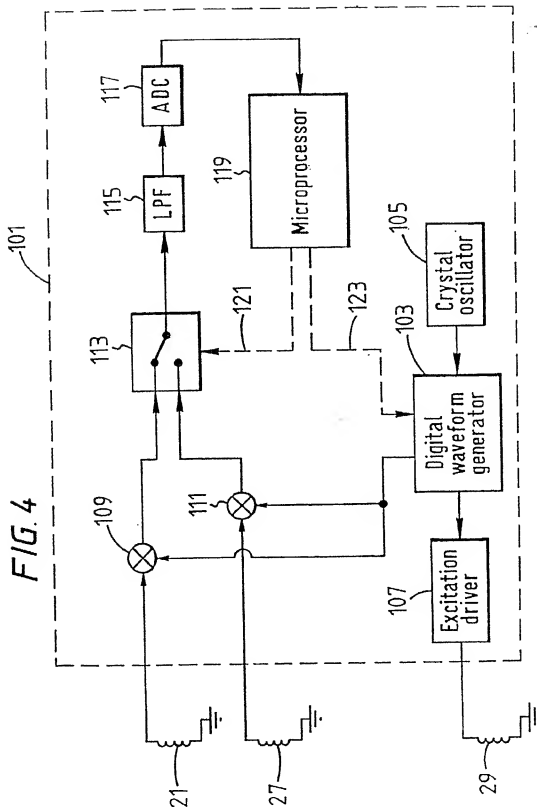 FIG. 4
101
109
111
113
115
LPF
117
ADC
119
Microprocessor
121
123
105
Crystal
oscillator
103
Digital
waveform
generator
107
Excitation
driver
21
27
29